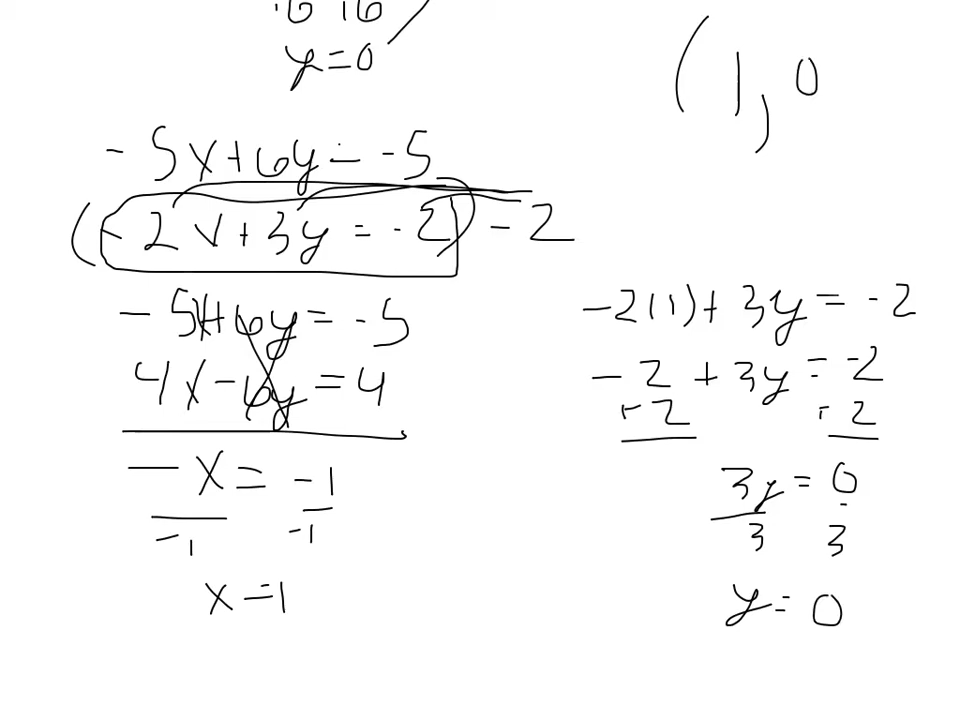 y=0
(1,0
-5x+6y=-5
(-2x+3y=-2)-2
-5x+6y=-5
4x-6y=4
-x=-1
-1 -1
x=1
-2(1)+3y=-2
-2+3y=-2
+2 +2
3y=0
3 3
y=0